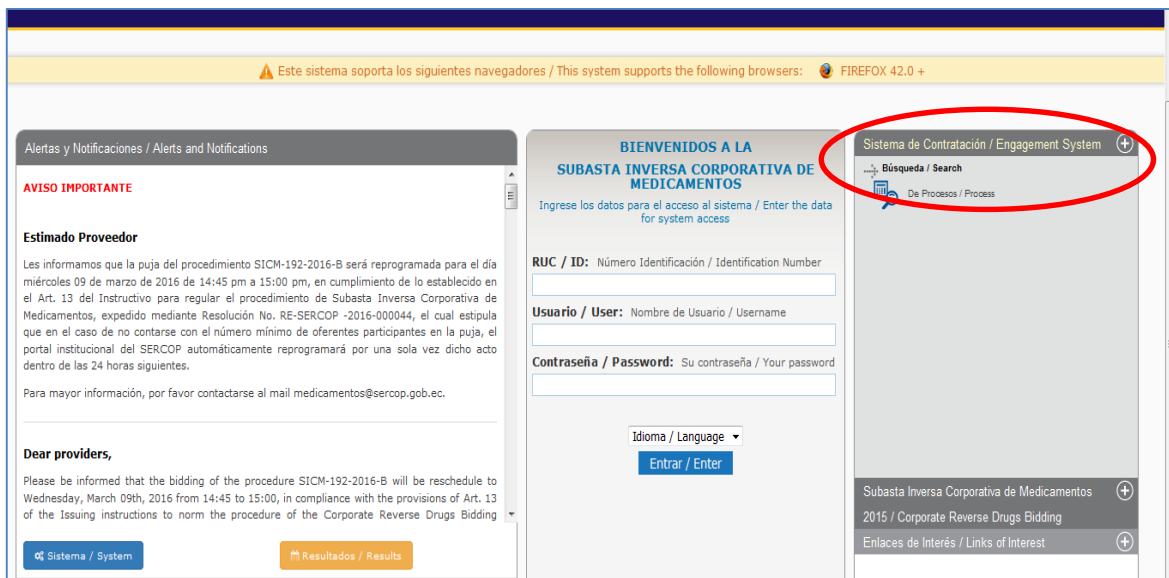 Este sistema soporta los siguientes navegadores / This system supports the following browsers: FIREFOX 42.0 +
Alertas y Notificaciones / Alerts and Notifications
AVISO IMPORTANTE
Estimado Proveedor
Les informamos que la puja del procedimiento SICM-192-2016-B será reprogramada para el día
miércoles 09 de marzo de 2016 de 14:45 pm a 15:00 pm, en cumplimiento de lo establecido en
el Art. 13 del Instructivo para regular el procedimiento de Subasta Inversa Corporativa de
Medicamentos, expedido mediante Resolución No. RE-SERCOP -2016-000044, el cual estipula
que en el caso de no contarse con el número mínimo de oferentes participantes en la puja, el
portal institucional del SERCOP automáticamente reprogramará por una sola vez dicho acto
dentro de las 24 horas siguientes.
Para mayor información, por favor contactarse al mail medicamentos@sercop.gob.ec.
Dear providers,
Please be informed that the bidding of the procedure SICM-192-2016-B will be reschedule to
Wednesday, March 09th, 2016 from 14:45 to 15:00, in compliance with the provisions of Art. 13
of the Issuing instructions to norm the procedure of the Corporate Reverse Drugs Bidding
Sistema / System
Resultados / Results
BIENVENIDOS A LA
SUBASTA INVERSA CORPORATIVA DE
MEDICAMENTOS
Ingrese los datos para el acceso al sistema / Enter the data
for system access
RUC / ID: Número Identificación / Identification Number
Usuario / User: Nombre de Usuario / Username
Contraseña / Password: Su contraseña / Your password
Idioma / Language
Entrar / Enter
Sistema de Contratación / Engagement System
Búsqueda / Search
De Procesos / Process
Subasta Inversa Corporativa de Medicamentos
2015 / Corporate Reverse Drugs Bidding
Enlaces de Interés / Links of Interest